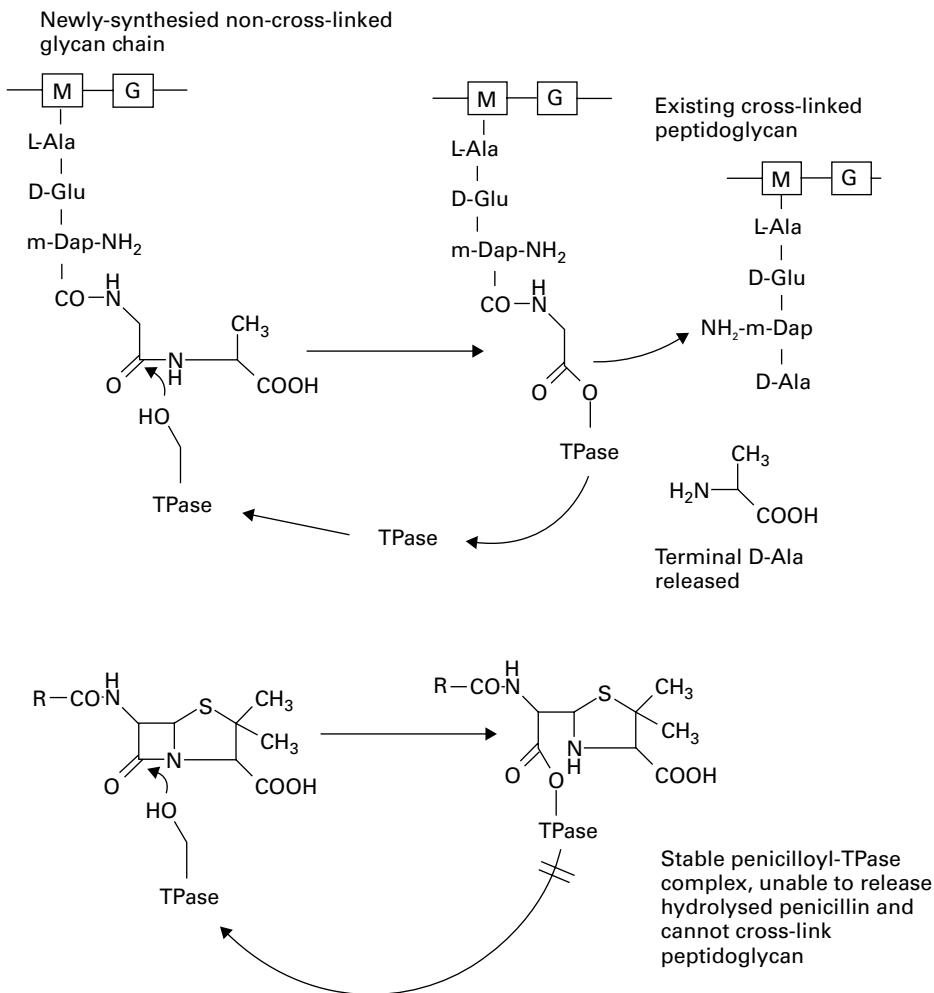 Newly-synthesied non-cross-linked
glycan chain
M G
L-Ala
D-Glu
m-Dap-NH₂
CO H
N
CH₃
O N
H
COOH
HO
TPase
M G
L-Ala
D-Glu
m-Dap-NH₂
CO H
N
O O
TPase
TPase
Existing cross-linked
peptidoglycan
M G
L-Ala
D-Glu
NH₂-m-Dap
D-Ala
CH₃
H₂N
COOH
Terminal D-Ala
released
H
R CO N
S CH₃
CH₃
N
O COOH
HO
TPase
H
R CO N
S CH₃
CH₃
N
H
O COOH
O
TPase
Stable penicilloyl-TPase
complex, unable to release
hydrolysed penicillin and
cannot cross-link
peptidoglycan